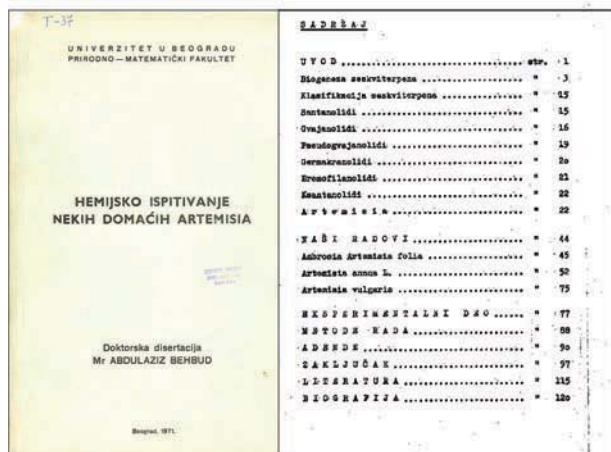 T-37
UNIVERZITET U BEOGRADU
PRIRODNO — MATEMATIČKI FAKULTET
HEMIJSKO ISPITIVANJE
NEKIH DOMAĆIH ARTEMISIA
Doktorska disertacija
Mr ABDULAZIZ BEHBUD
Beograd, 1971.
SADRŽAJ
UVOD .......................... str. 1
Biogeneza seskviterpena .......................... " 3
Klasifikacija seskviterpena .......................... " 15
Santanolidi .......................... " 15
Gvajanolidi .......................... " 16
Pseudogvajanolidi .......................... " 19
Germakranolidi .......................... " 20
Eremofilanolidi .......................... " 21
Ksantanolidi .......................... " 22
Artemisia .......................... " 22
NAŠI RADOVI .......................... " 44
Ambrosia Artemisia folia .......................... " 45
Artemisia annua L. .......................... " 52
Artemisia vulgaris .......................... " 75
EKSPERIMENTALNI DEO .......................... " 77
METODE RADA .......................... " 88
ADENDE .......................... " 90
ZAKLJUČAK .......................... " 97
LITERATURA .......................... " 115
BIOGRAFIJA .......................... " 120